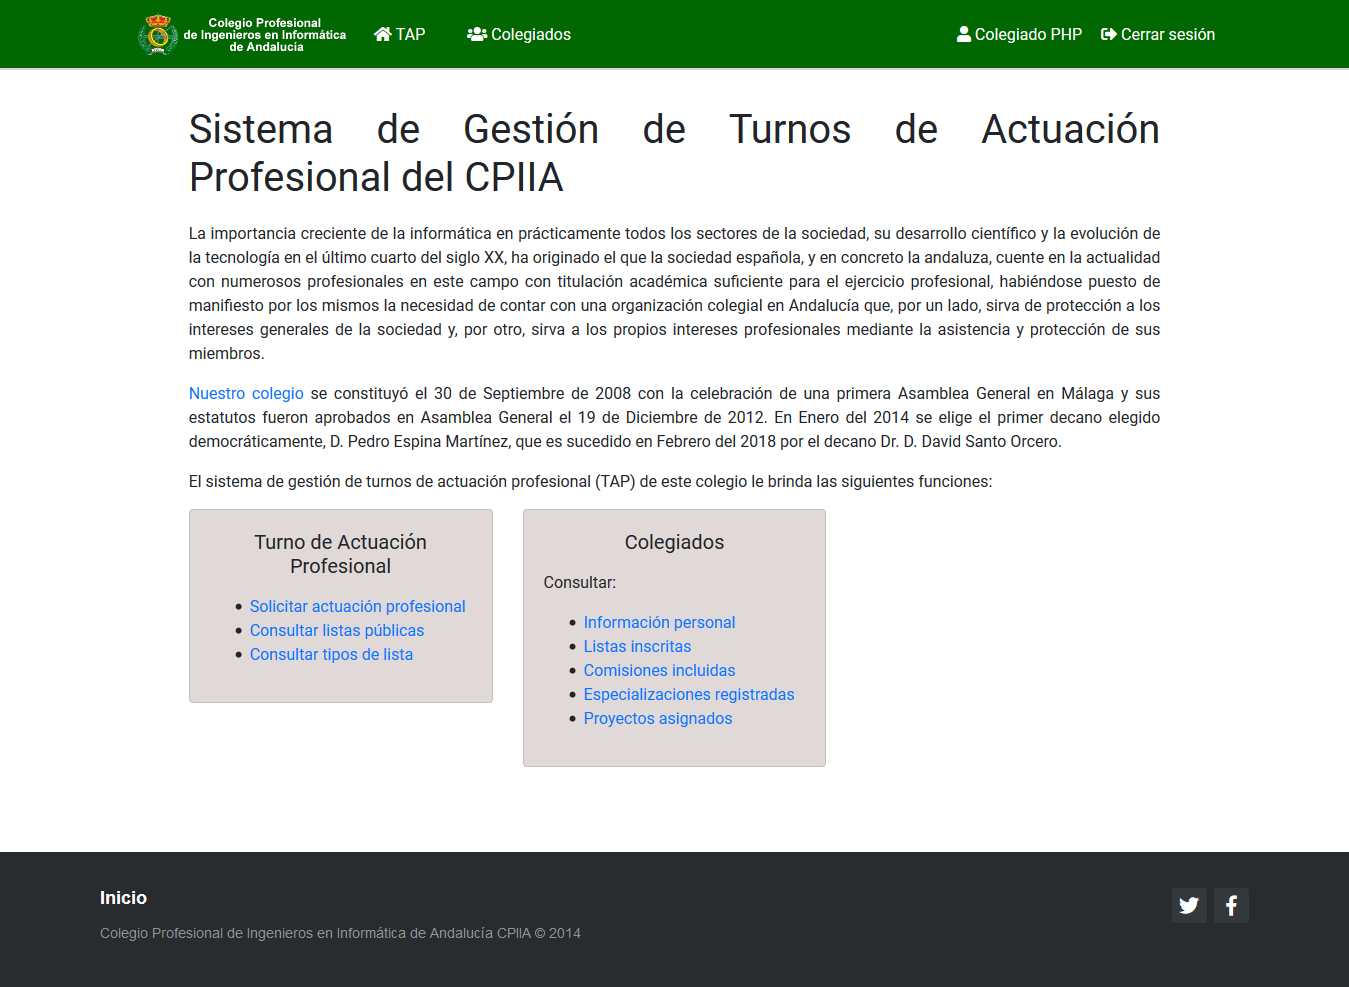 Colegio Profesional
de Ingenieros en Informática
de Andalucía
TAP
Colegiados
Colegiado PHP
Cerrar sesión
Sistema de Gestión de Turnos de Actuación
Profesional del CPIIA
La importancia creciente de la informática en prácticamente todos los sectores de la sociedad, su desarrollo científico y la evolución de
la tecnología en el último cuarto del siglo XX, ha originado el que la sociedad española, y en concreto la andaluza, cuente en la actualidad
con numerosos profesionales en este campo con titulación académica suficiente para el ejercicio profesional, habiéndose puesto de
manifiesto por los mismos la necesidad de contar con una organización colegial en Andalucía que, por un lado, sirva de protección a los
intereses generales de la sociedad y, por otro, sirva a los propios intereses profesionales mediante la asistencia y protección de sus
miembros.
Nuestro colegio se constituyó el 30 de Septiembre de 2008 con la celebración de una primera Asamblea General en Málaga y sus
estatutos fueron aprobados en Asamblea General el 19 de Diciembre de 2012. En Enero del 2014 se elige el primer decano elegido
democráticamente, D. Pedro Espina Martínez, que es sucedido en Febrero del 2018 por el decano Dr. D. David Santo Orcero.
El sistema de gestión de turnos de actuación profesional (TAP) de este colegio le brinda las siguientes funciones:
Turno de Actuación
Profesional
Solicitar actuación profesional
Consultar listas públicas
Consultar tipos de lista
Colegiados
Consultar:
Información personal
Listas inscritas
Comisiones incluidas
Especializaciones registradas
Proyectos asignados
Inicio
Colegio Profesional de Ingenieros en Informática de Andalucía CPIIA © 2014